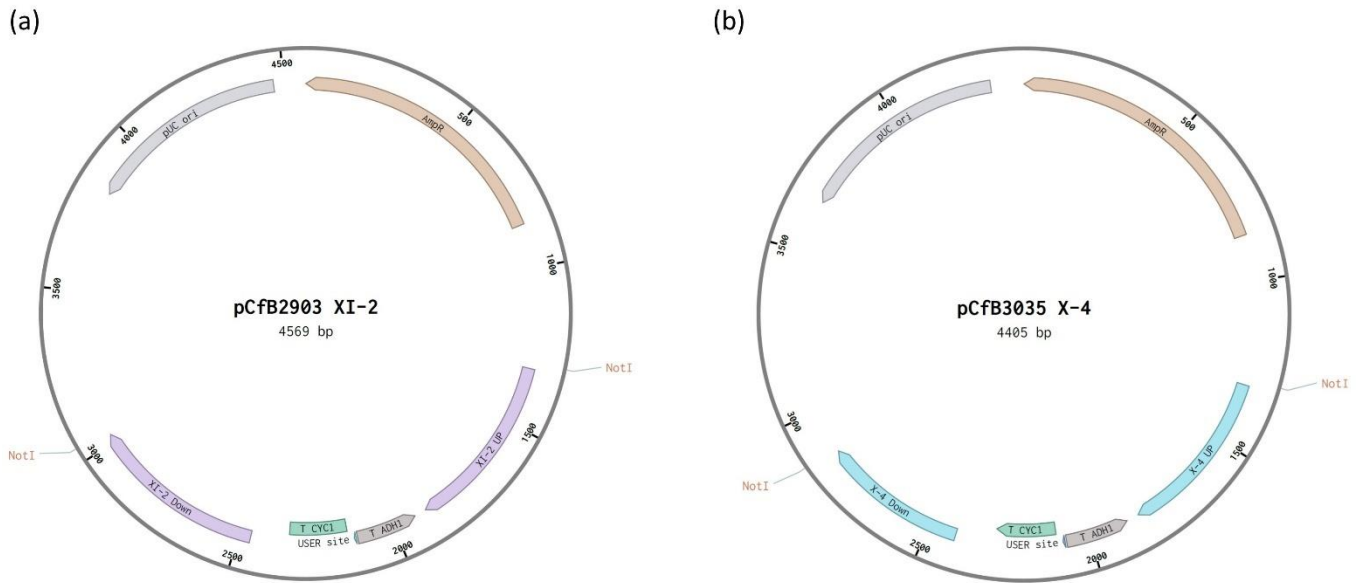 (a)
4500
AmpR
500
pUC ori
4000
1000
3500
pCfB2903 XI-2
4569 bp
NotI
XI-2 UP
1500
NotI
3000
XI-2 Down
T CYC1
USER site
T ADH1
2500
2000
(b)
4000
AmpR
500
pUC ori
3500
1000
pCfB3035 X-4
4405 bp
NotI
3000
X-4 UP
1500
NotI
X-4 Down
T CYC1
USER site
T ADH1
2500
2000